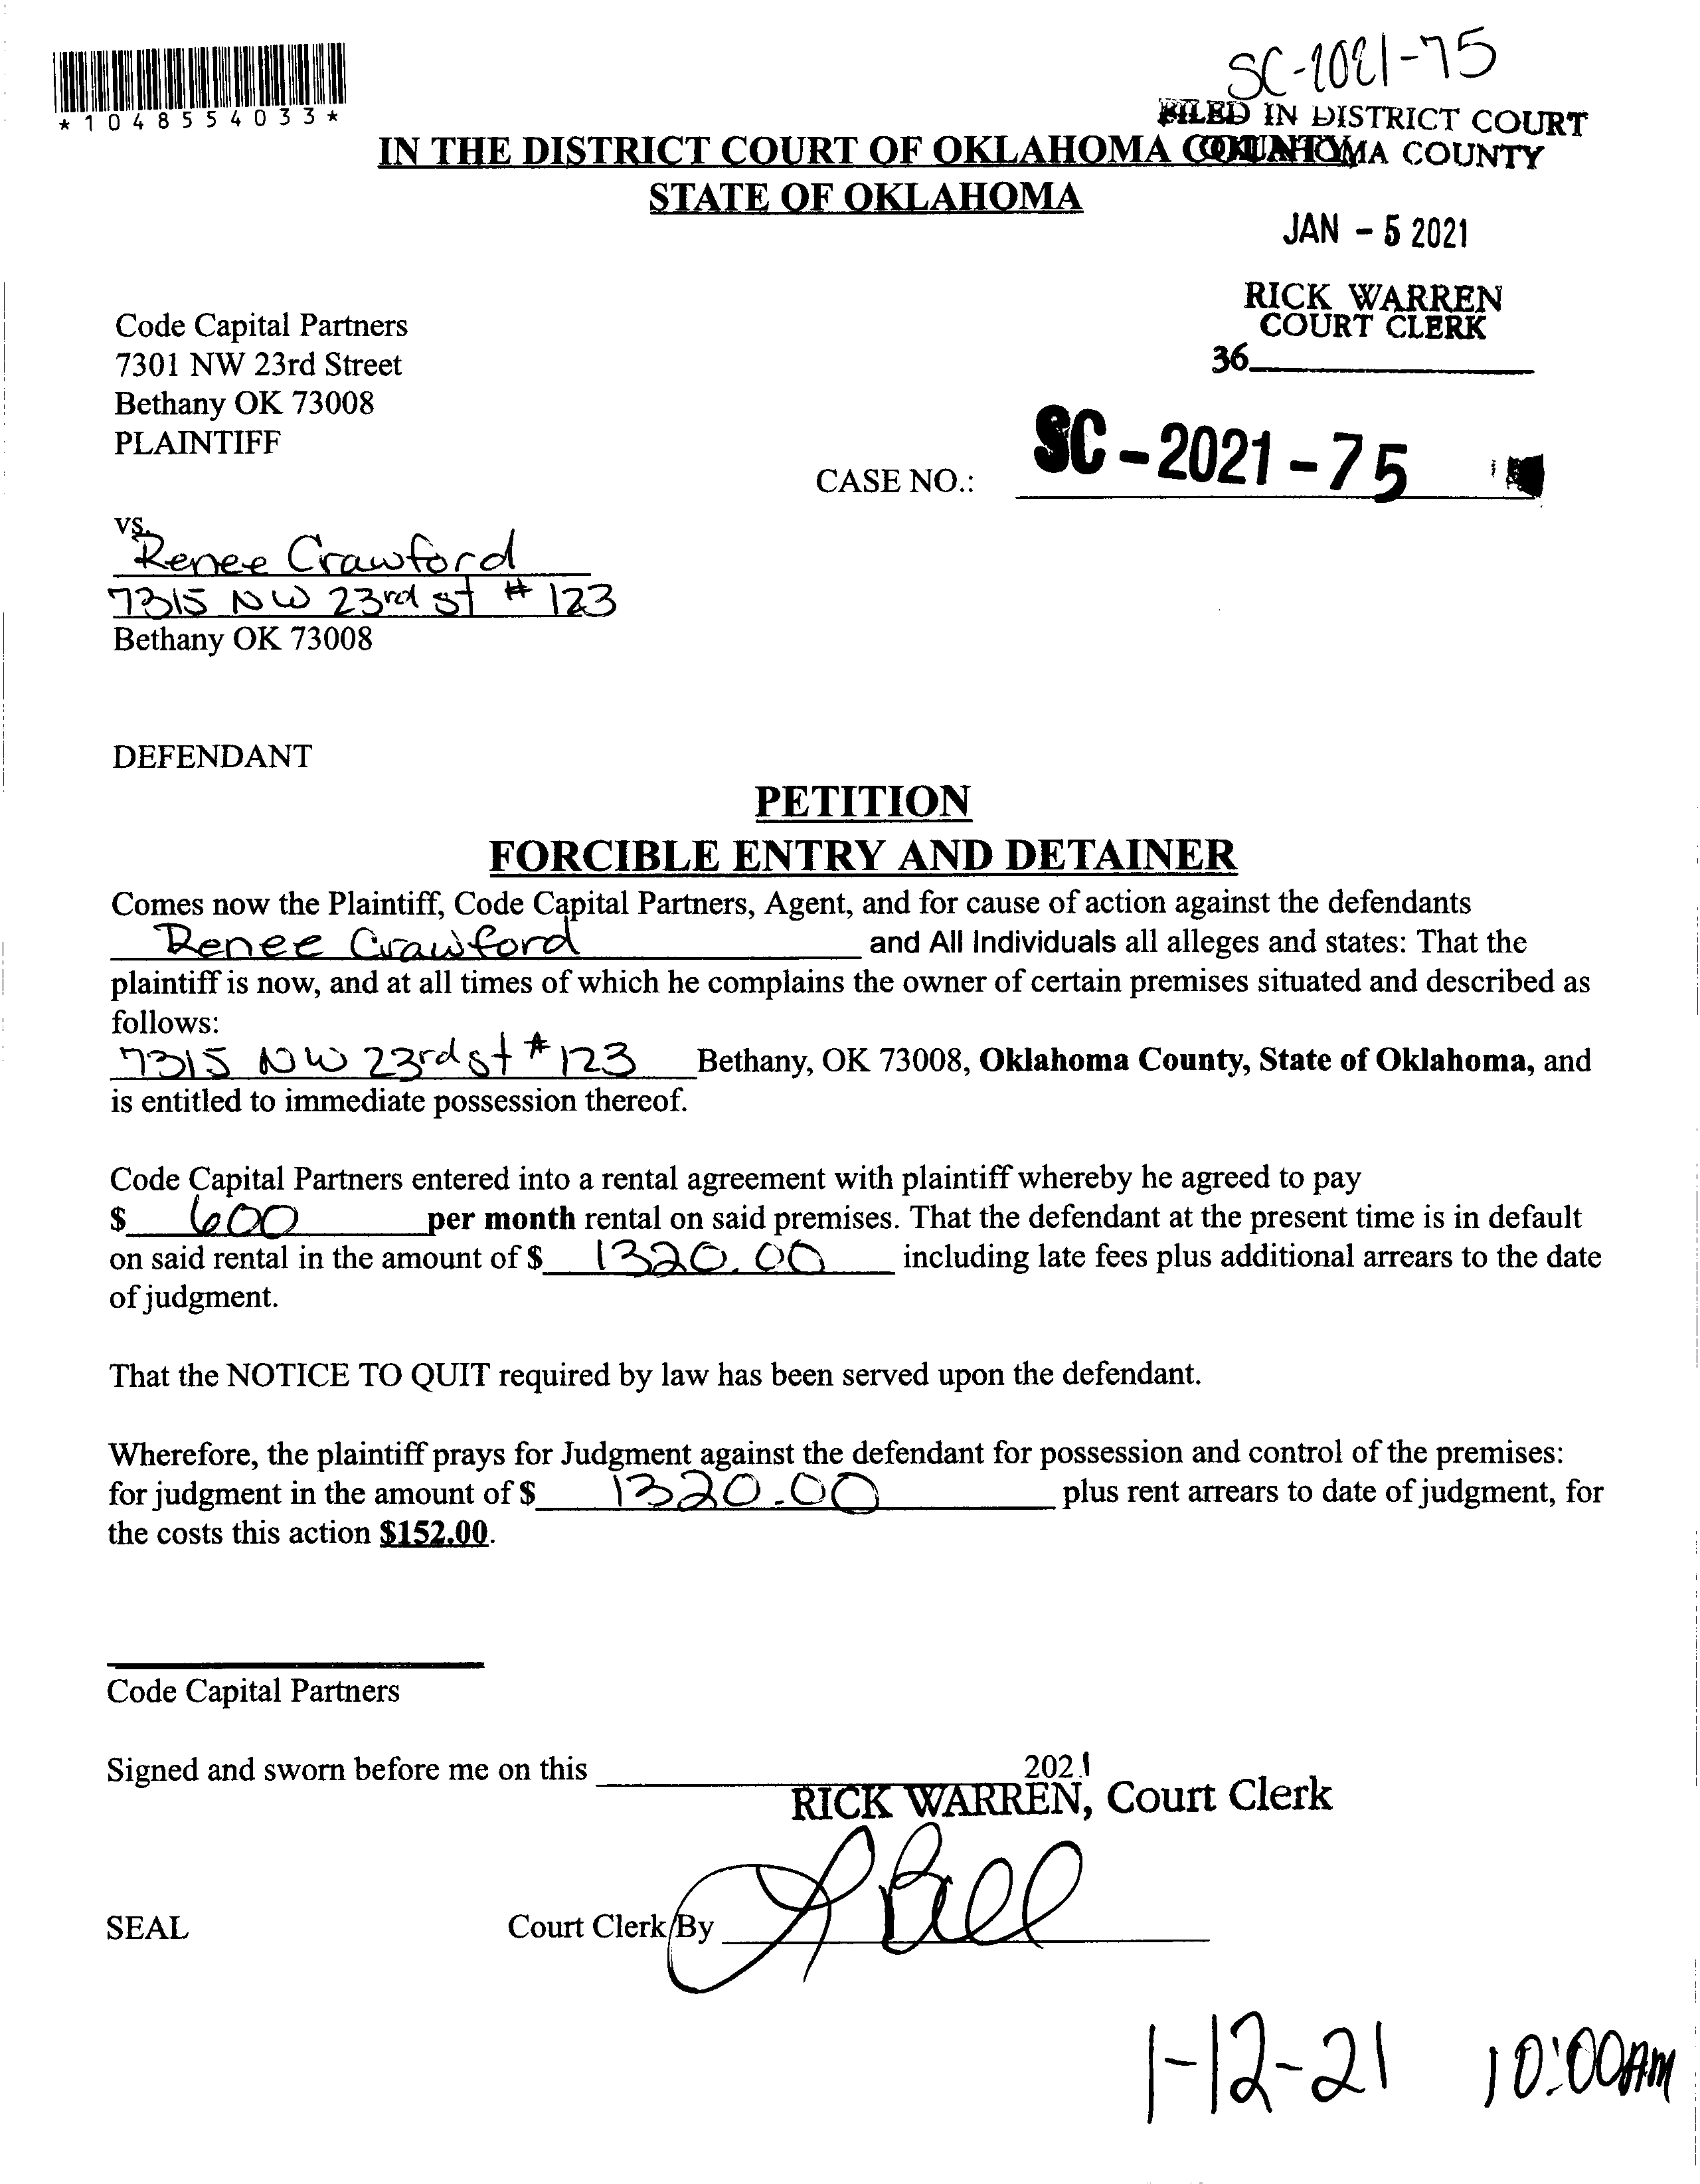 *1048554033*
SC-2021-75
FILED IN DISTRICT COURT
OKLAHOMA COUNTY
IN THE DISTRICT COURT OF OKLAHOMA COUNTY
STATE OF OKLAHOMA
JAN - 5 2021
RICK WARREN
COURT CLERK
36
Code Capital Partners
7301 NW 23rd Street
Bethany OK 73008
PLAINTIFF
CASE NO.: SC-2021-75
vs.
Renee Crawford
7315 NW 23rd st # 123
Bethany OK 73008
DEFENDANT
PETITION
FORCIBLE ENTRY AND DETAINER
Comes now the Plaintiff, Code Capital Partners, Agent, and for cause of action against the defendants
Renee Crawford and All Individuals all alleges and states: That the
plaintiff is now, and at all times of which he complains the owner of certain premises situated and described as
follows:
7315 NW 23rd st # 123 Bethany, OK 73008, Oklahoma County, State of Oklahoma, and
is entitled to immediate possession thereof.
Code Capital Partners entered into a rental agreement with plaintiff whereby he agreed to pay
$ 600 per month rental on said premises. That the defendant at the present time is in default
on said rental in the amount of $ 1320.00 including late fees plus additional arrears to the date
of judgment.
That the NOTICE TO QUIT required by law has been served upon the defendant.
Wherefore, the plaintiff prays for Judgment against the defendant for possession and control of the premises:
for judgment in the amount of $ 1320.00 plus rent arrears to date of judgment, for
the costs this action $152.00.
Code Capital Partners
Signed and sworn before me on this 2021
RICK WARREN, Court Clerk
SEAL Court Clerk By
1-12-21 10:00AM